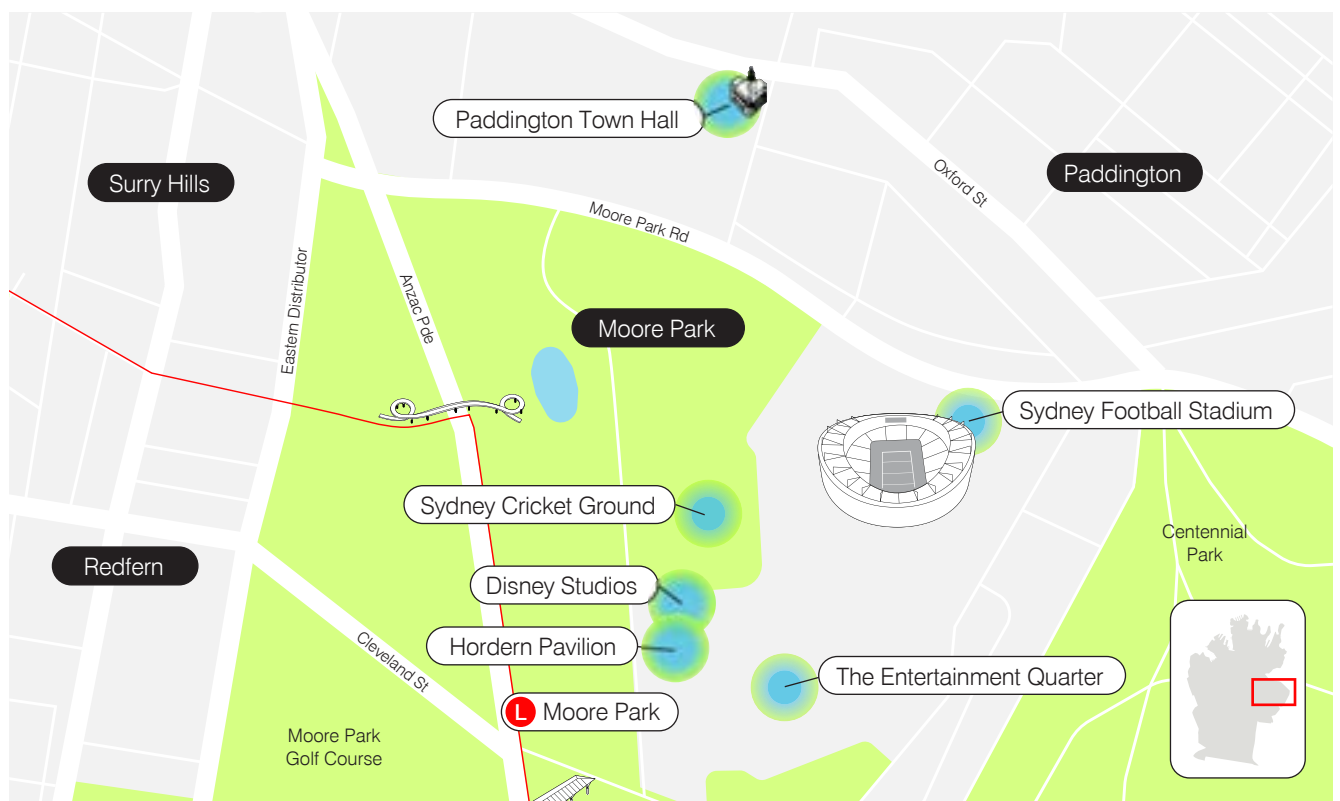 Paddington Town Hall
Surry Hills
Paddington
Oxford St
Moore Park Rd
Eastern Distributor
Anzac Pde
Moore Park
Sydney Football Stadium
Sydney Cricket Ground
Centennial
Park
Redfern
Disney Studios
Hordern Pavilion
Cleveland St
The Entertainment Quarter
L Moore Park
Moore Park
Golf Course